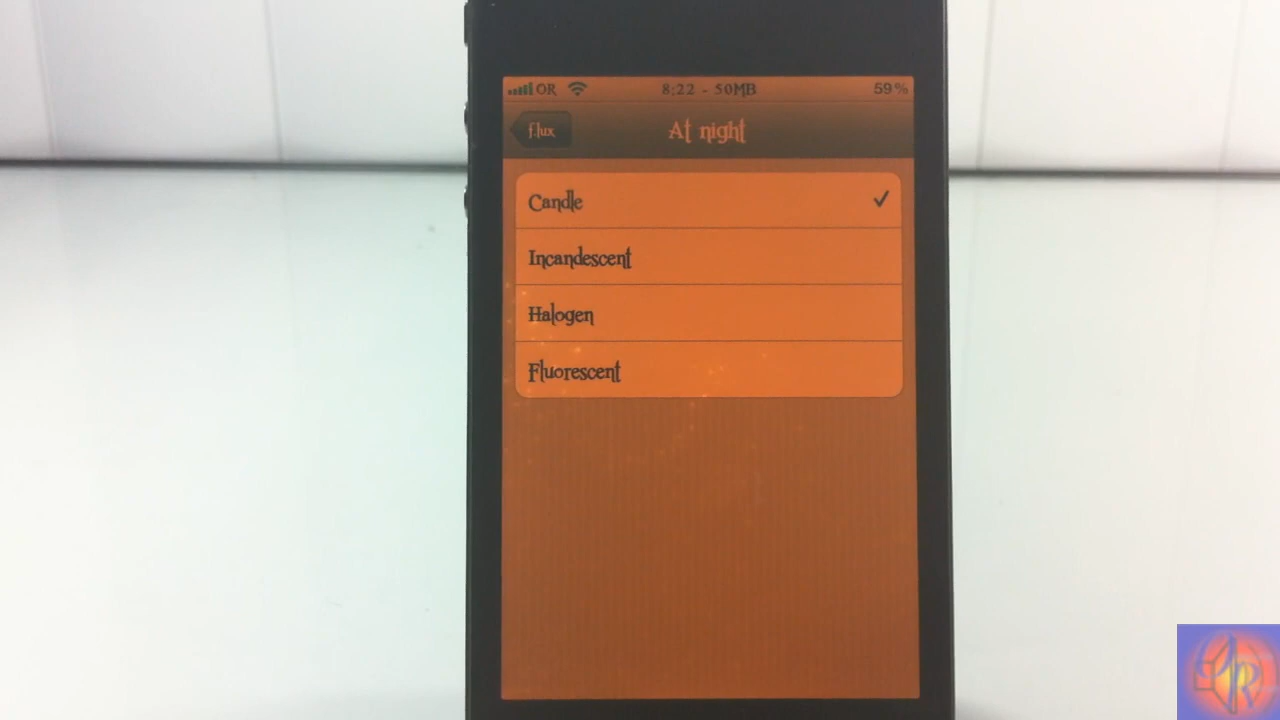 OR 8:22 - 50MB 59%
f.lux At night
Candle
Incandescent
Halogen
Fluorescent